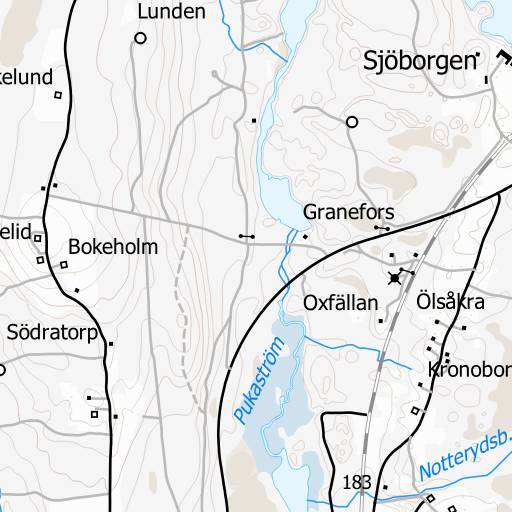 Lunden
Sjöborgen
kelund
Granefors
elid
Bokeholm
Oxfällan
Ölsåkra
Södratorp
Pukaström
Kronobor
Notterydsb.
183